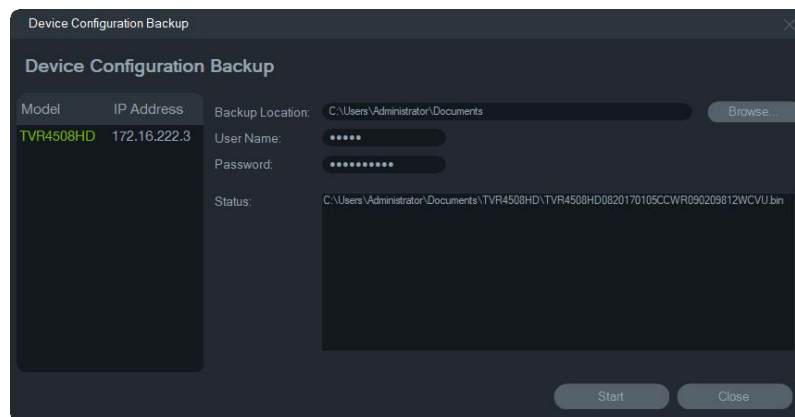 Device Configuration Backup
Device Configuration Backup
Model IP Address
TVR4508HD 172.16.222.3
Backup Location: C:\Users\Administrator\Documents Browse...
User Name: •••••
Password: ••••••••••
Status: C:\Users\Administrator\Documents\TVR4508HD\TVR4508HD0820170105CCWR090209812WCVU.bin
Start Close